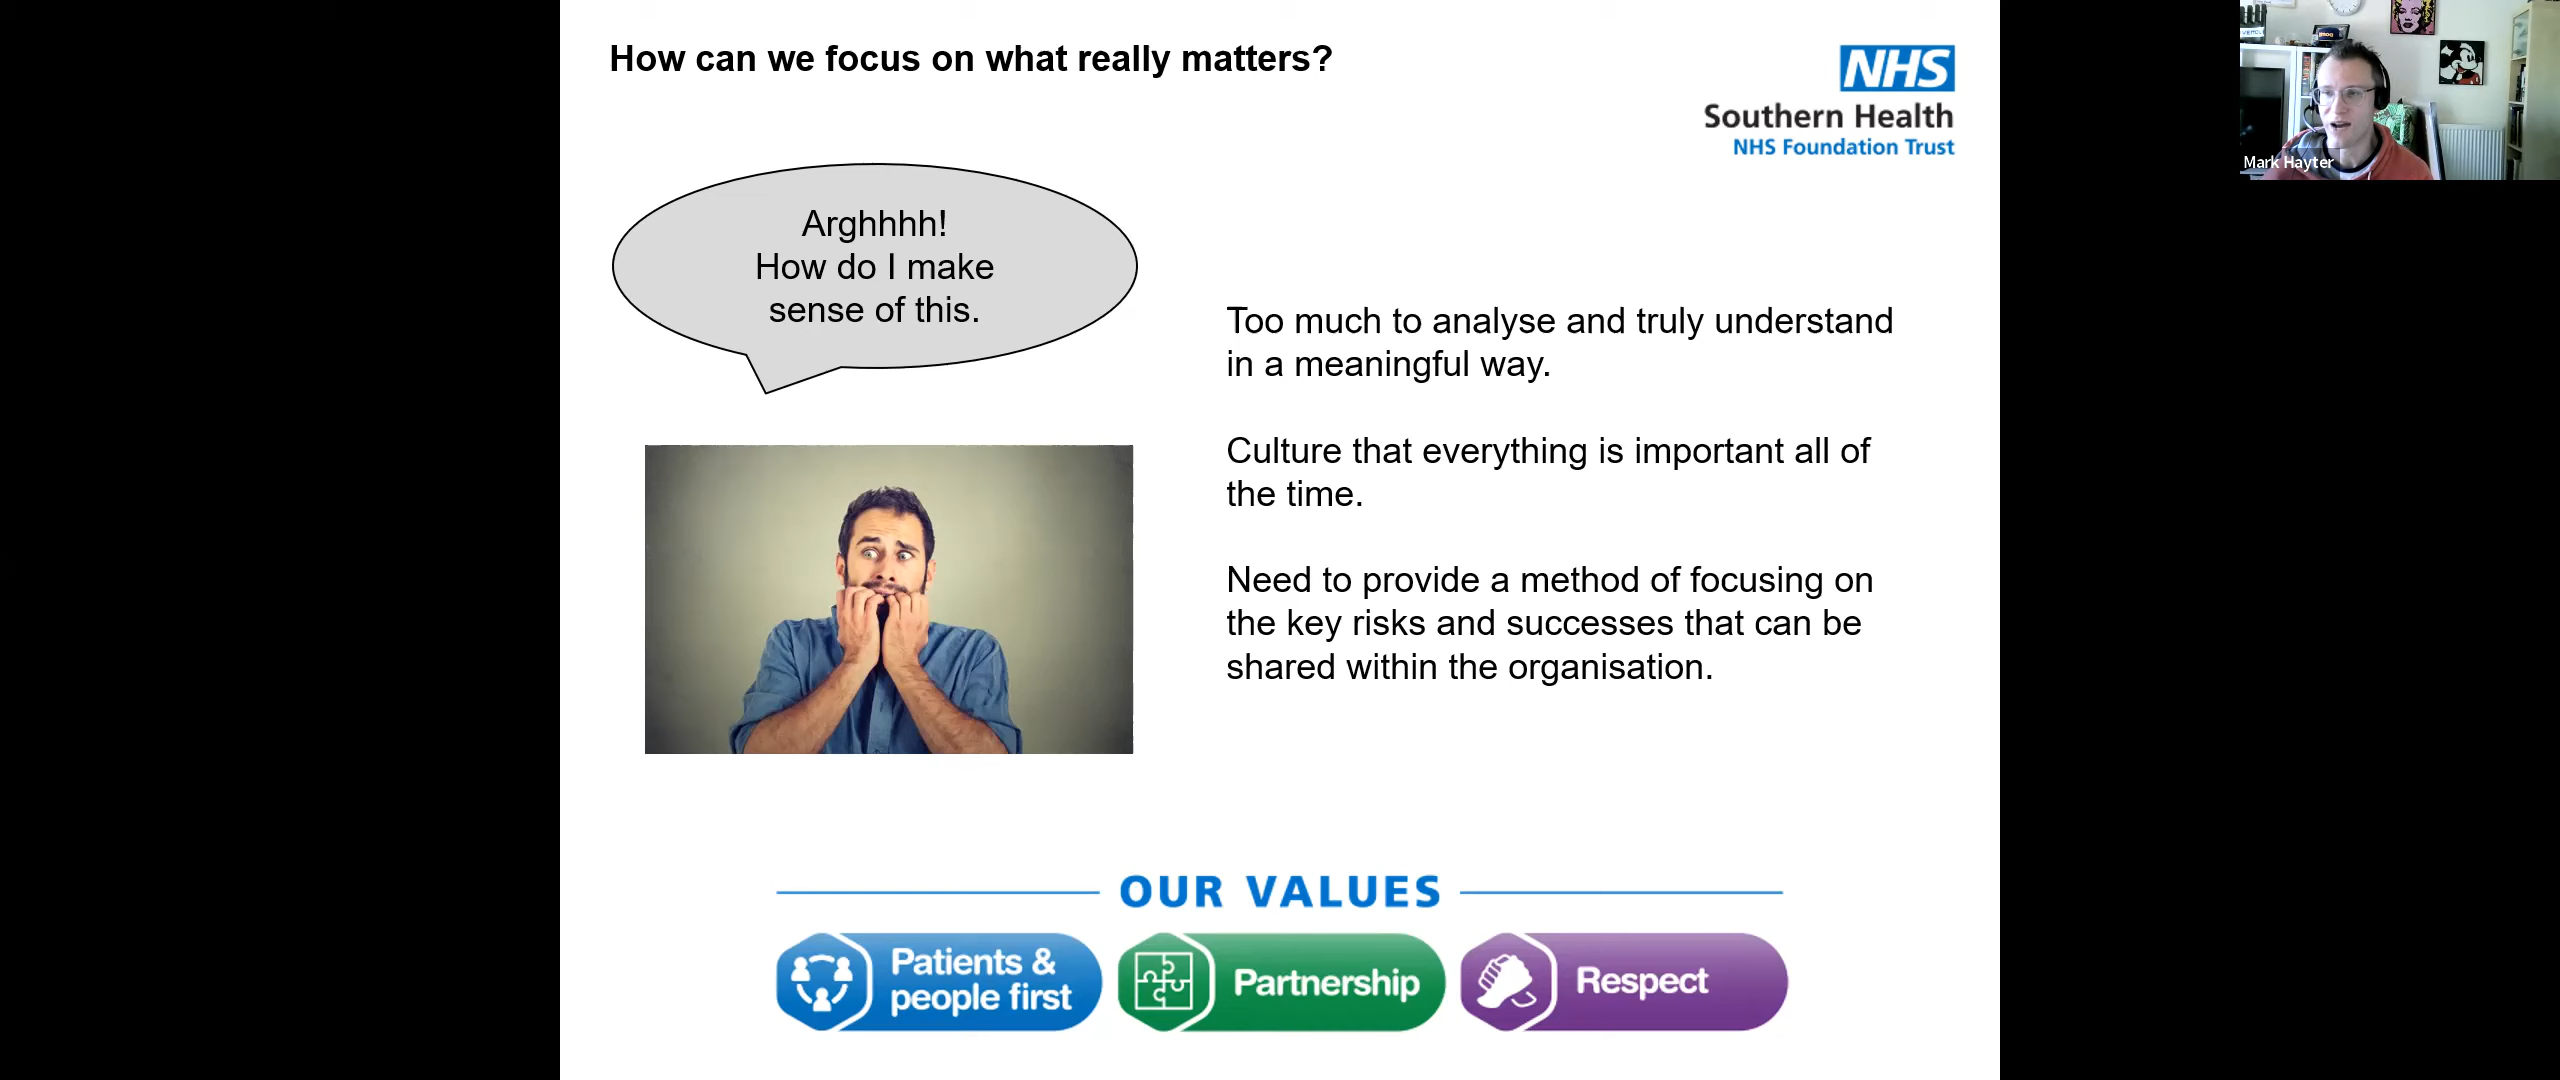 How can we focus on what really matters?
NHS
Southern Health
NHS Foundation Trust
Mark Hayter
Arghhhh!
How do I make
sense of this.
Too much to analyse and truly understand
in a meaningful way.
Culture that everything is important all of
the time.
Need to provide a method of focusing on
the key risks and successes that can be
shared within the organisation.
OUR VALUES
Patients &
people first
Partnership
Respect